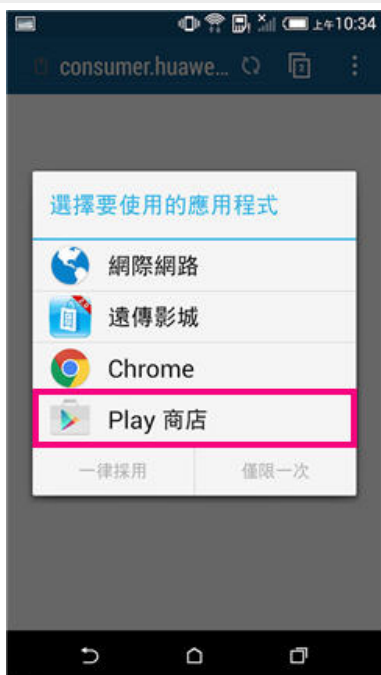 上午10:34
consumer.huawe...
2
選擇要使用的應用程式
網際網路
遠傳影城
Chrome
Play 商店
一律採用 僅限一次